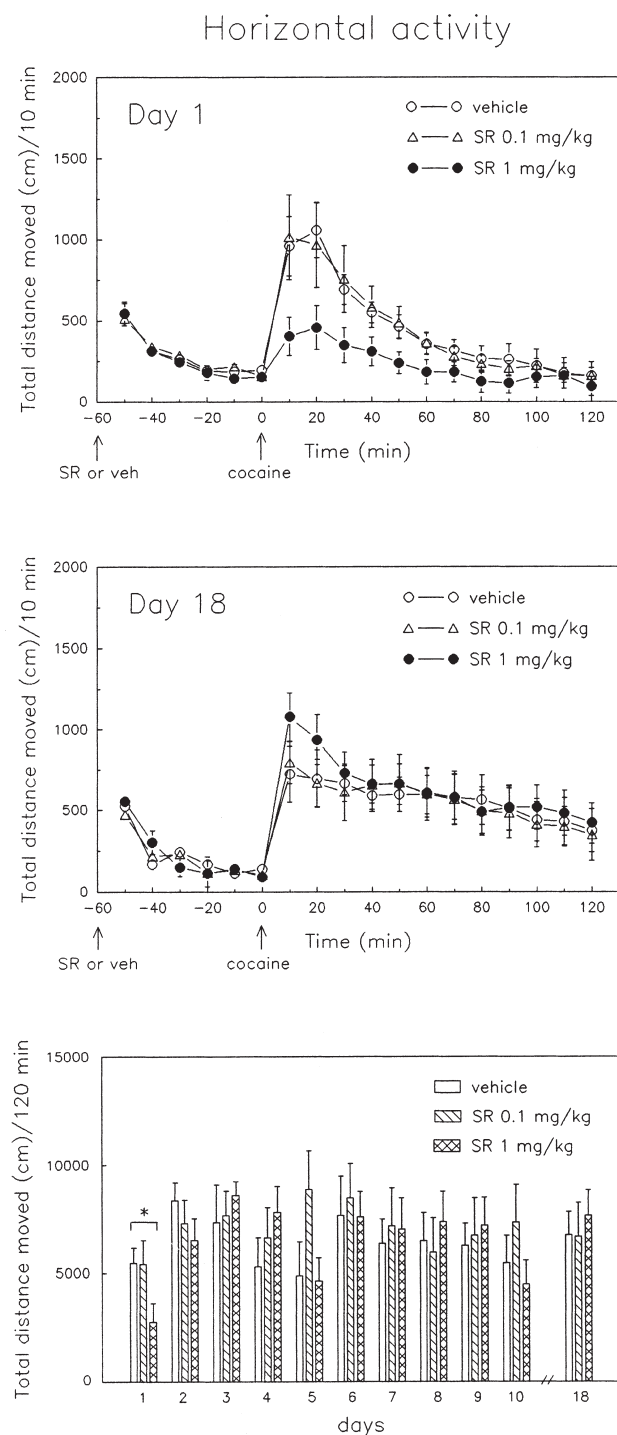 Horizontal activity
Total distance moved (cm)/10 min
2000
1500
1000
500
0
Day 1
vehicle
SR 0.1 mg/kg
SR 1 mg/kg
-60 -40 -20 0 20 40 60 80 100 120
Time (min)
SR or veh
cocaine
Total distance moved (cm)/10 min
2000
1500
1000
500
0
Day 18
vehicle
SR 0.1 mg/kg
SR 1 mg/kg
-60 -40 -20 0 20 40 60 80 100 120
Time (min)
SR or veh
cocaine
Total distance moved (cm)/120 min
15000
10000
5000
0
vehicle
SR 0.1 mg/kg
SR 1 mg/kg
*
1 2 3 4 5 6 7 8 9 10 // 18
days